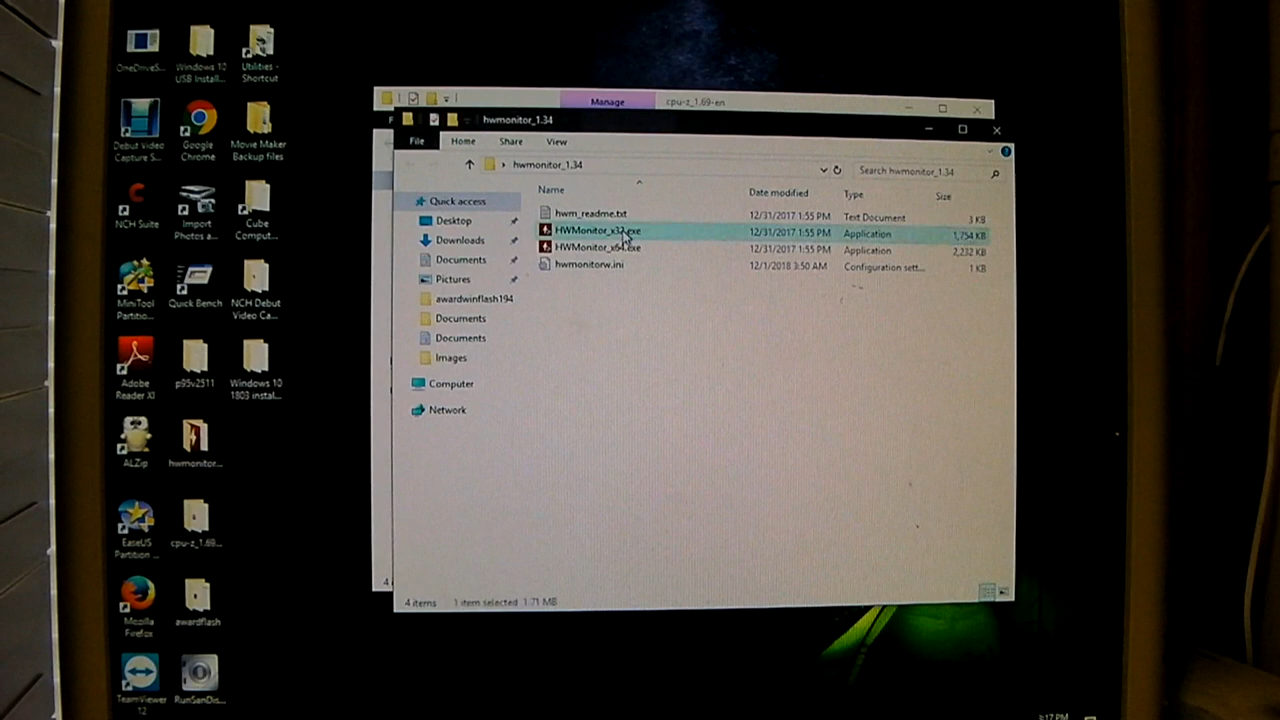 OneDriveS...
Windows 10
USB Install...
Utilities -
Shortcut
Debut Video
Capture S...
Google
Chrome
Movie Maker
Backup files
NCH Suite
Import
Photos a...
Cube
Comput...
MiniTool
Partitio...
Quick Bench
NCH Debut
Video Ca...
Adobe
Reader XI
p95v2511
Windows 10
1803 instal...
ALZip
hwmonitor...
EaseUS
Partition ...
cpu-z_1.69...
Mozilla
Firefox
awardflash
TeamViewer
12
RunSanDis...
Manage
cpu-z_1.69-en
F
4
hwmonitor_1.34
File Home Share View
hwmonitor_1.34
Search hwmonitor_1.34
Name Date modified Type Size
hwm_readme.txt 12/31/2017 1:55 PM Text Document 3 KB
HWMonitor_x32.exe 12/31/2017 1:55 PM Application 1,754 KB
HWMonitor_x64.exe 12/31/2017 1:55 PM Application 2,232 KB
hwmonitorw.ini 12/1/2018 3:50 AM Configuration sett... 1 KB
Quick access
Desktop
Downloads
Documents
Pictures
awardwinflash194
Documents
Documents
Images
Computer
Network
4 items 1 item selected 1.71 MB
:17 PM